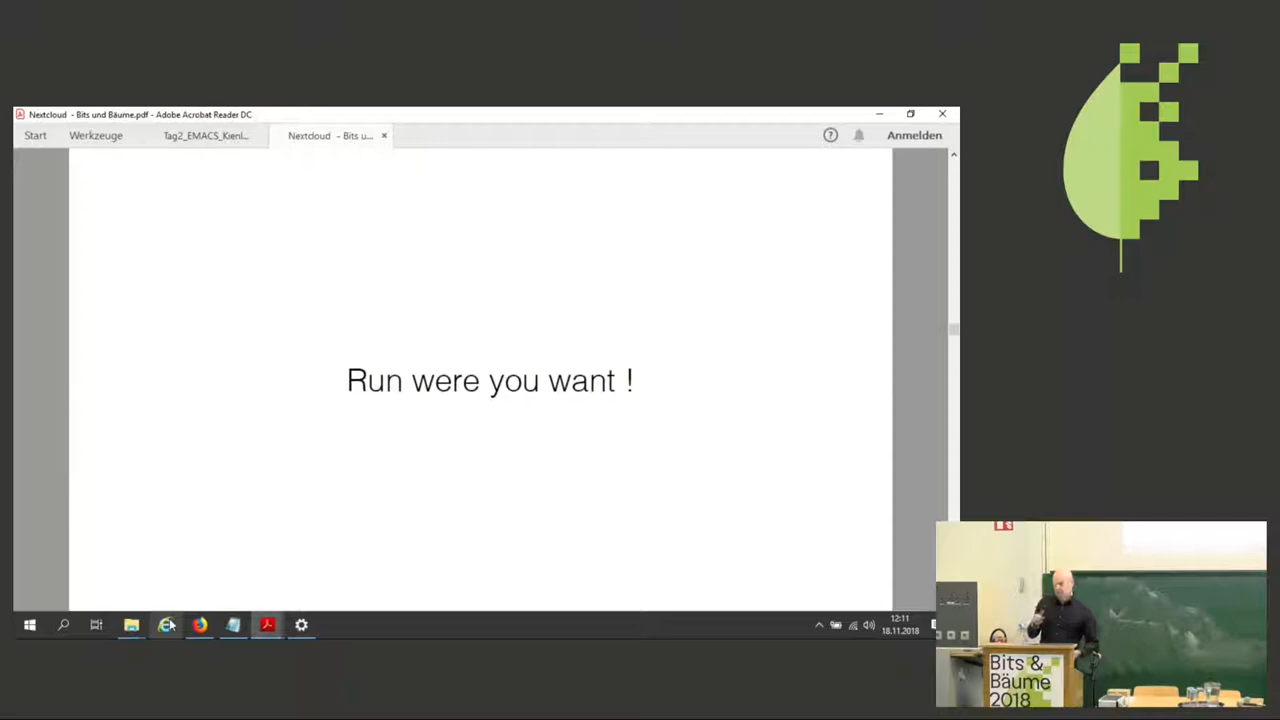 Nextcloud - Bits und Bäume.pdf - Adobe Acrobat Reader DC
Start Werkzeuge Tag2_EMACS_Kienl... Nextcloud - Bits u... Anmelden
Run were you want !
12:11
18.11.2018
Bits &
Bäume
2018